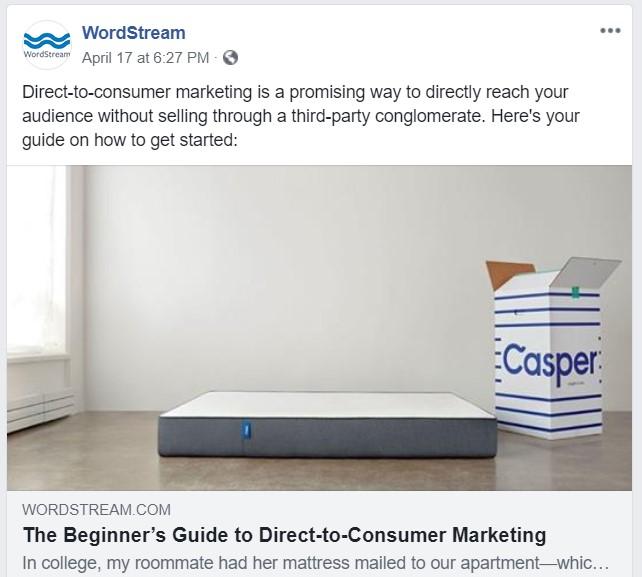 WordStream
WordStream
April 17 at 6:27 PM ·
Direct-to-consumer marketing is a promising way to directly reach your
audience without selling through a third-party conglomerate. Here's your
guide on how to get started:
Casper
WORDSTREAM.COM
The Beginner’s Guide to Direct-to-Consumer Marketing
In college, my roommate had her mattress mailed to our apartment—whic...